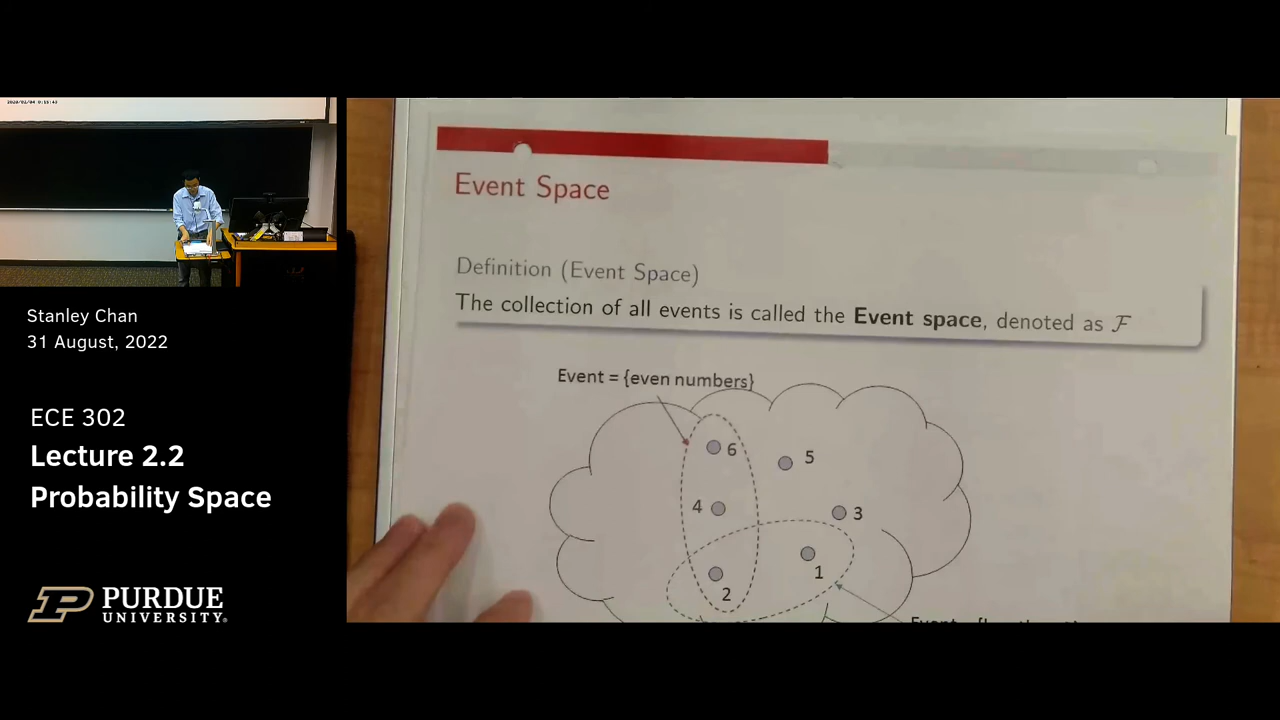 Stanley Chan
31 August, 2022
ECE 302
Lecture 2.2
Probability Space
PURDUE
UNIVERSITY®
Event Space
Definition (Event Space)
The collection of all events is called the Event space, denoted as ℱ
Event = {even numbers}
6
5
4
3
1
2